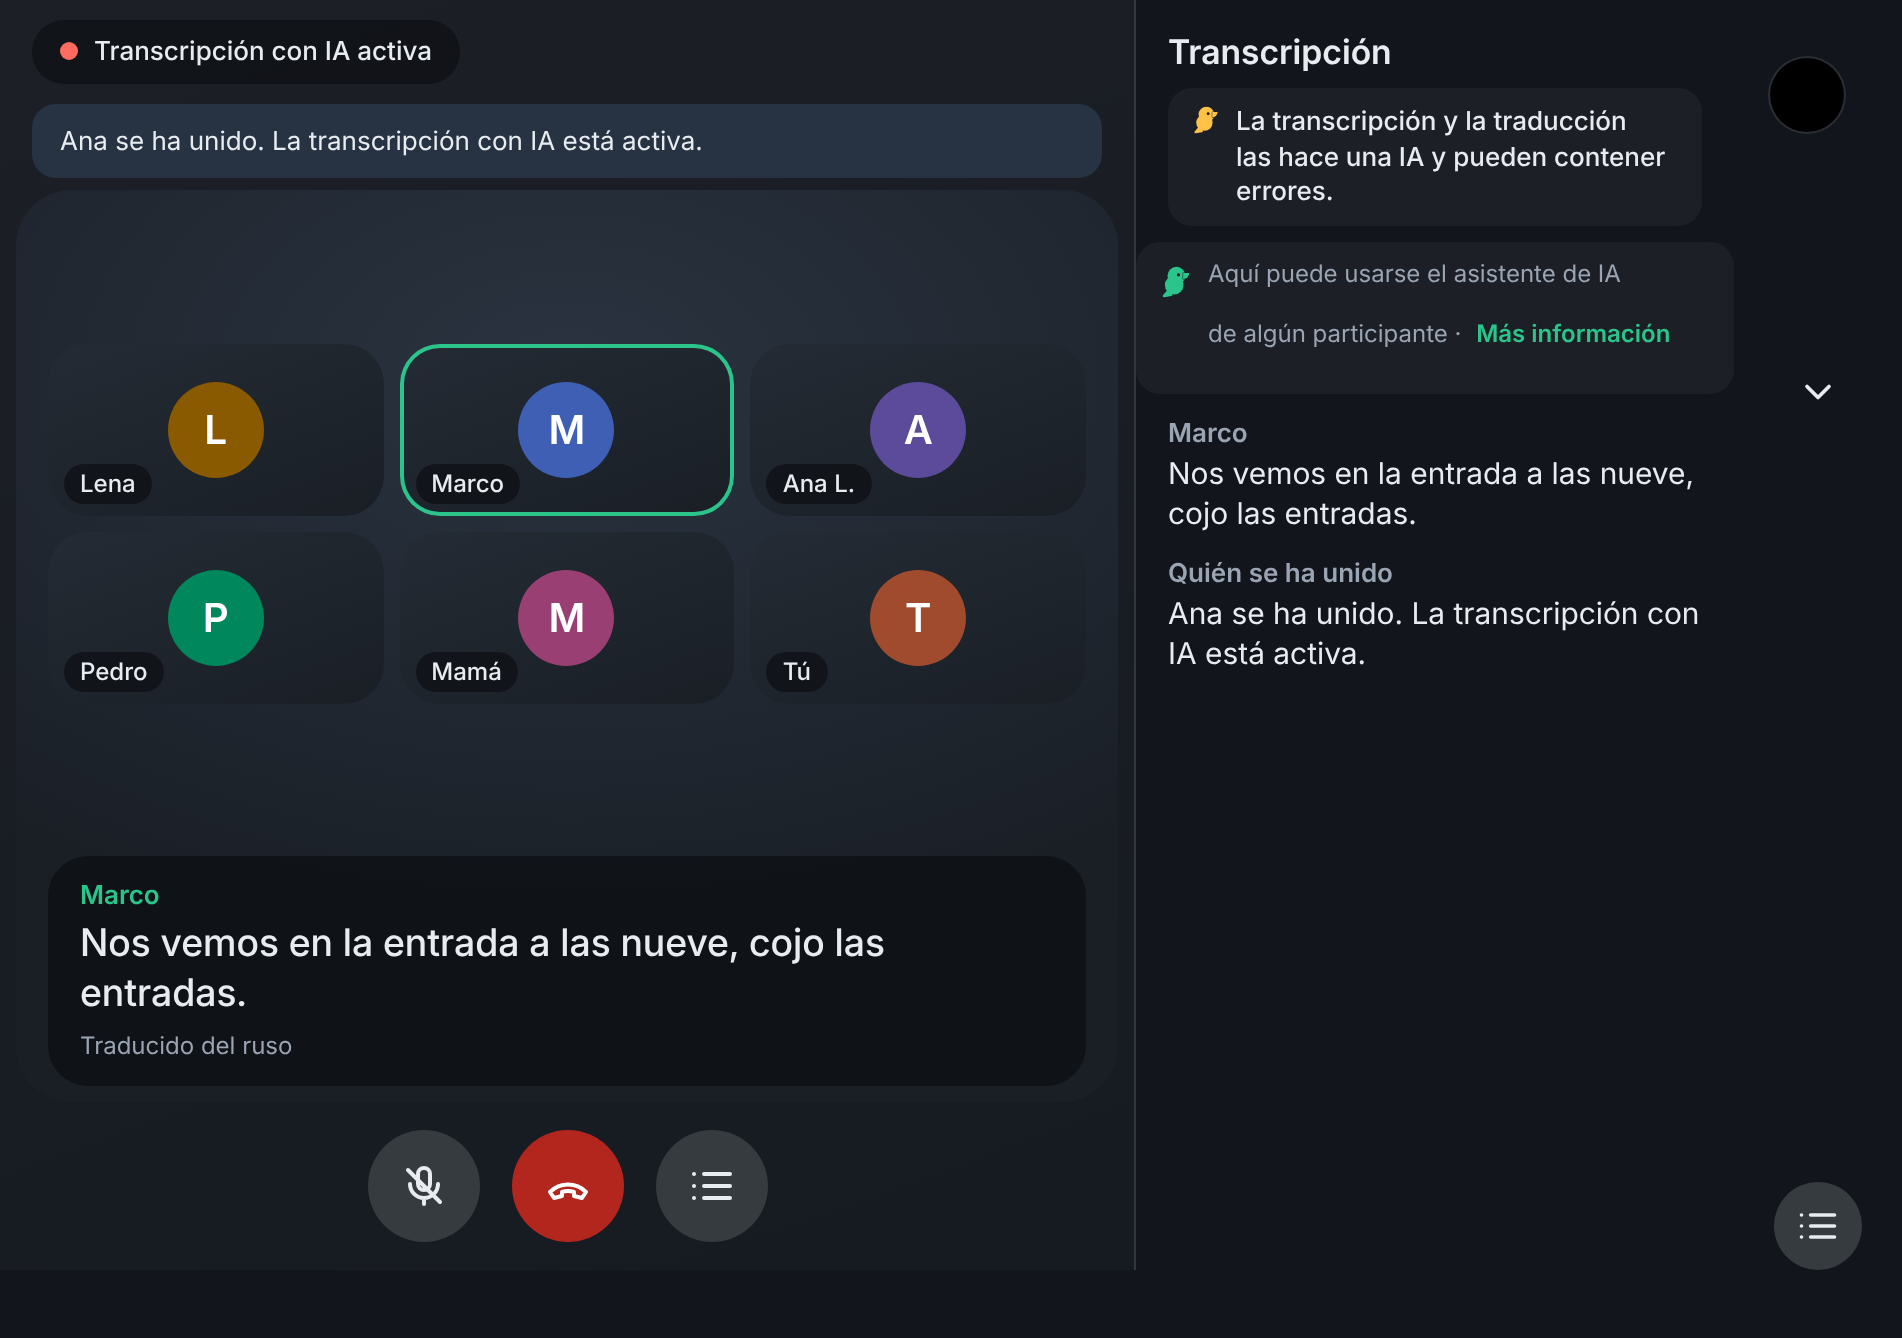 Transcripción con IA activa
Ana se ha unido. La transcripción con IA está activa.
L
Lena
M
Marco
A
Ana L.
P
Pedro
M
Mamá
T
Tú
Marco
Nos vemos en la entrada a las nueve, cojo las
entradas.
Traducido del ruso
Transcripción
La transcripción y la traducción
las hace una IA y pueden contener
errores.
Aquí puede usarse el asistente de IA
de algún participante · Más información
Marco
Nos vemos en la entrada a las nueve,
cojo las entradas.
Quién se ha unido
Ana se ha unido. La transcripción con
IA está activa.